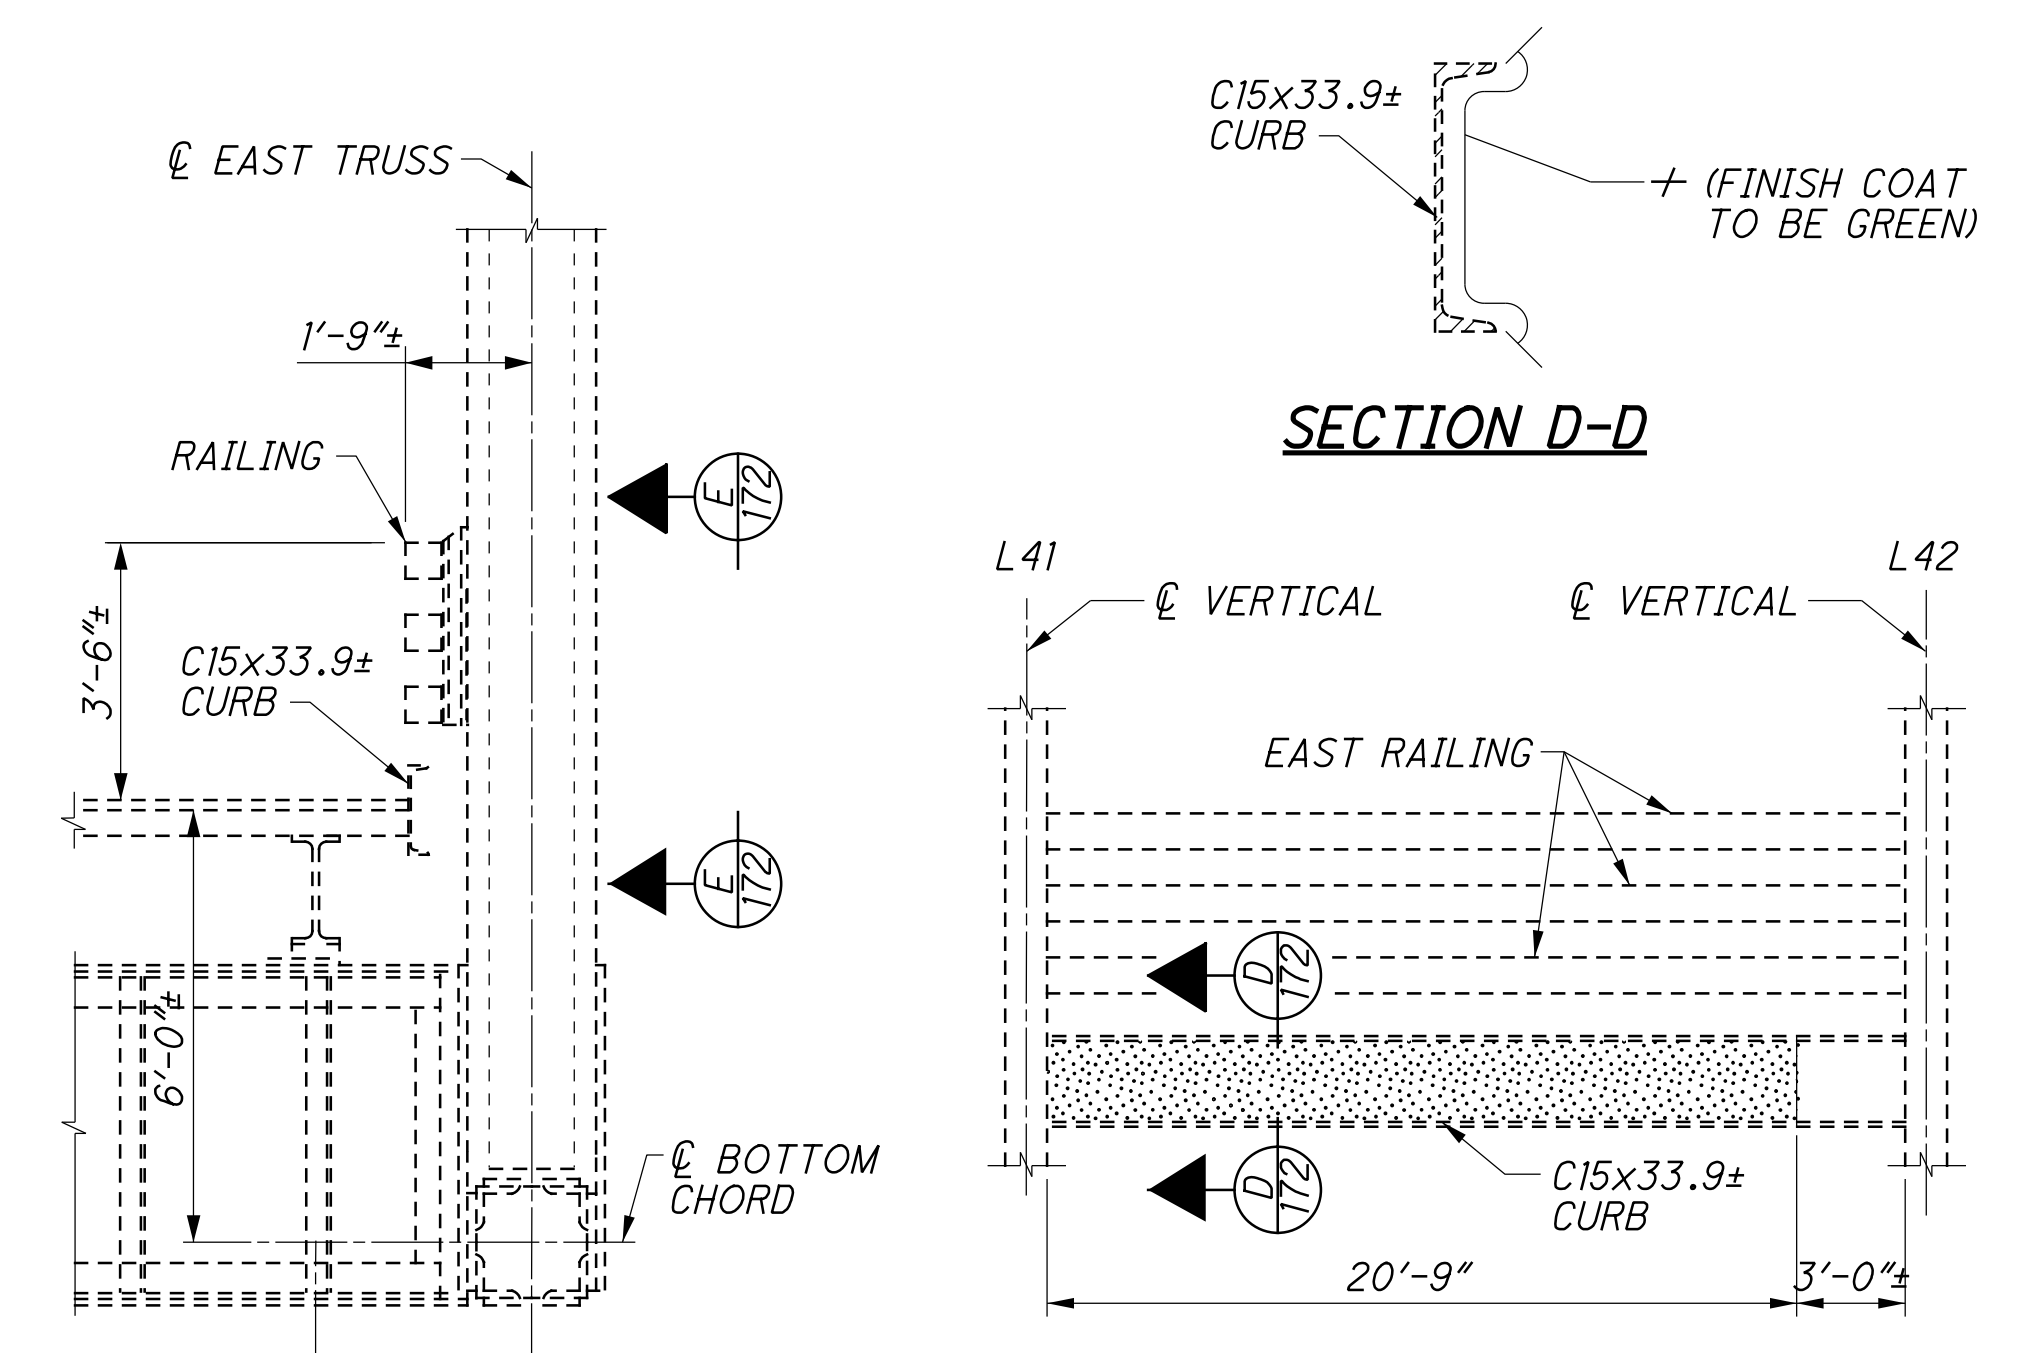 ℄ EAST TRUSS
1'-9"±
RAILING
3'-6"±
C15x33.9±
CURB
6'-0"±
E
172
E
172
℄ BOTTOM
CHORD
C15x33.9±
CURB
(FINISH COAT
TO BE GREEN)
SECTION D-D
L41
L42
℄ VERTICAL
℄ VERTICAL
EAST RAILING
D
172
D
172
C15x33.9±
CURB
20'-9"
3'-0"±